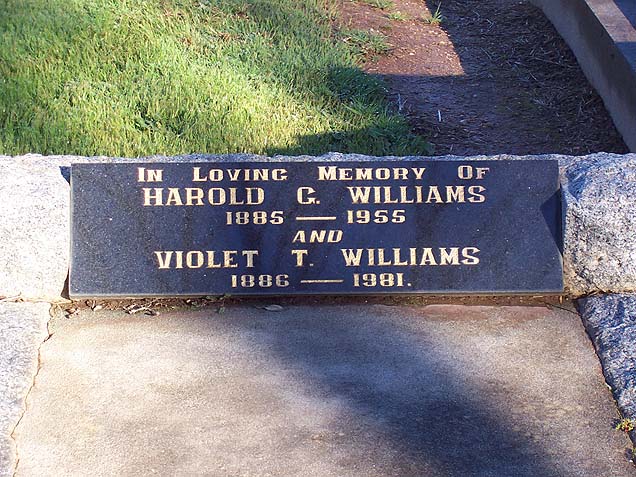 In Loving Memory Of
HAROLD G. WILLIAMS
1885 — 1955
AND
VIOLET T. WILLIAMS
1886 — 1981.